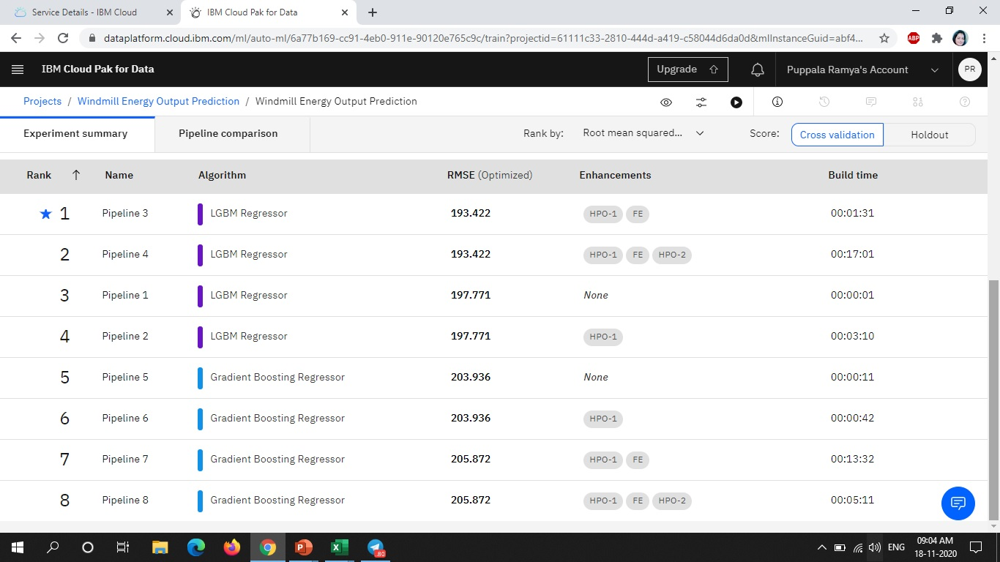 Service Details - IBM Cloud
IBM Cloud Pak for Data
dataplatform.cloud.ibm.com/ml/auto-ml/6a77b169-cc91-4eb0-911e-90120e765c9c/train?projectid=61111c33-2810-444d-a419-c58044d6da0d&mlInstanceGuid=abf4...
ABP
IBM Cloud Pak for Data
Upgrade
Puppala Ramya's Account
PR
Projects / Windmill Energy Output Prediction / Windmill Energy Output Prediction
Experiment summary
Pipeline comparison
Rank by: Root mean squared...
Score: Cross validation Holdout
Rank Name Algorithm RMSE (Optimized) Enhancements Build time
1 Pipeline 3 LGBM Regressor 193.422 HPO-1 FE 00:01:31
2 Pipeline 4 LGBM Regressor 193.422 HPO-1 FE HPO-2 00:17:01
3 Pipeline 1 LGBM Regressor 197.771 None 00:00:01
4 Pipeline 2 LGBM Regressor 197.771 HPO-1 00:03:10
5 Pipeline 5 Gradient Boosting Regressor 203.936 None 00:00:11
6 Pipeline 6 Gradient Boosting Regressor 203.936 HPO-1 00:00:42
7 Pipeline 7 Gradient Boosting Regressor 205.872 HPO-1 FE 00:13:32
8 Pipeline 8 Gradient Boosting Regressor 205.872 HPO-1 FE HPO-2 00:05:11
80
ENG
09:04 AM
18-11-2020